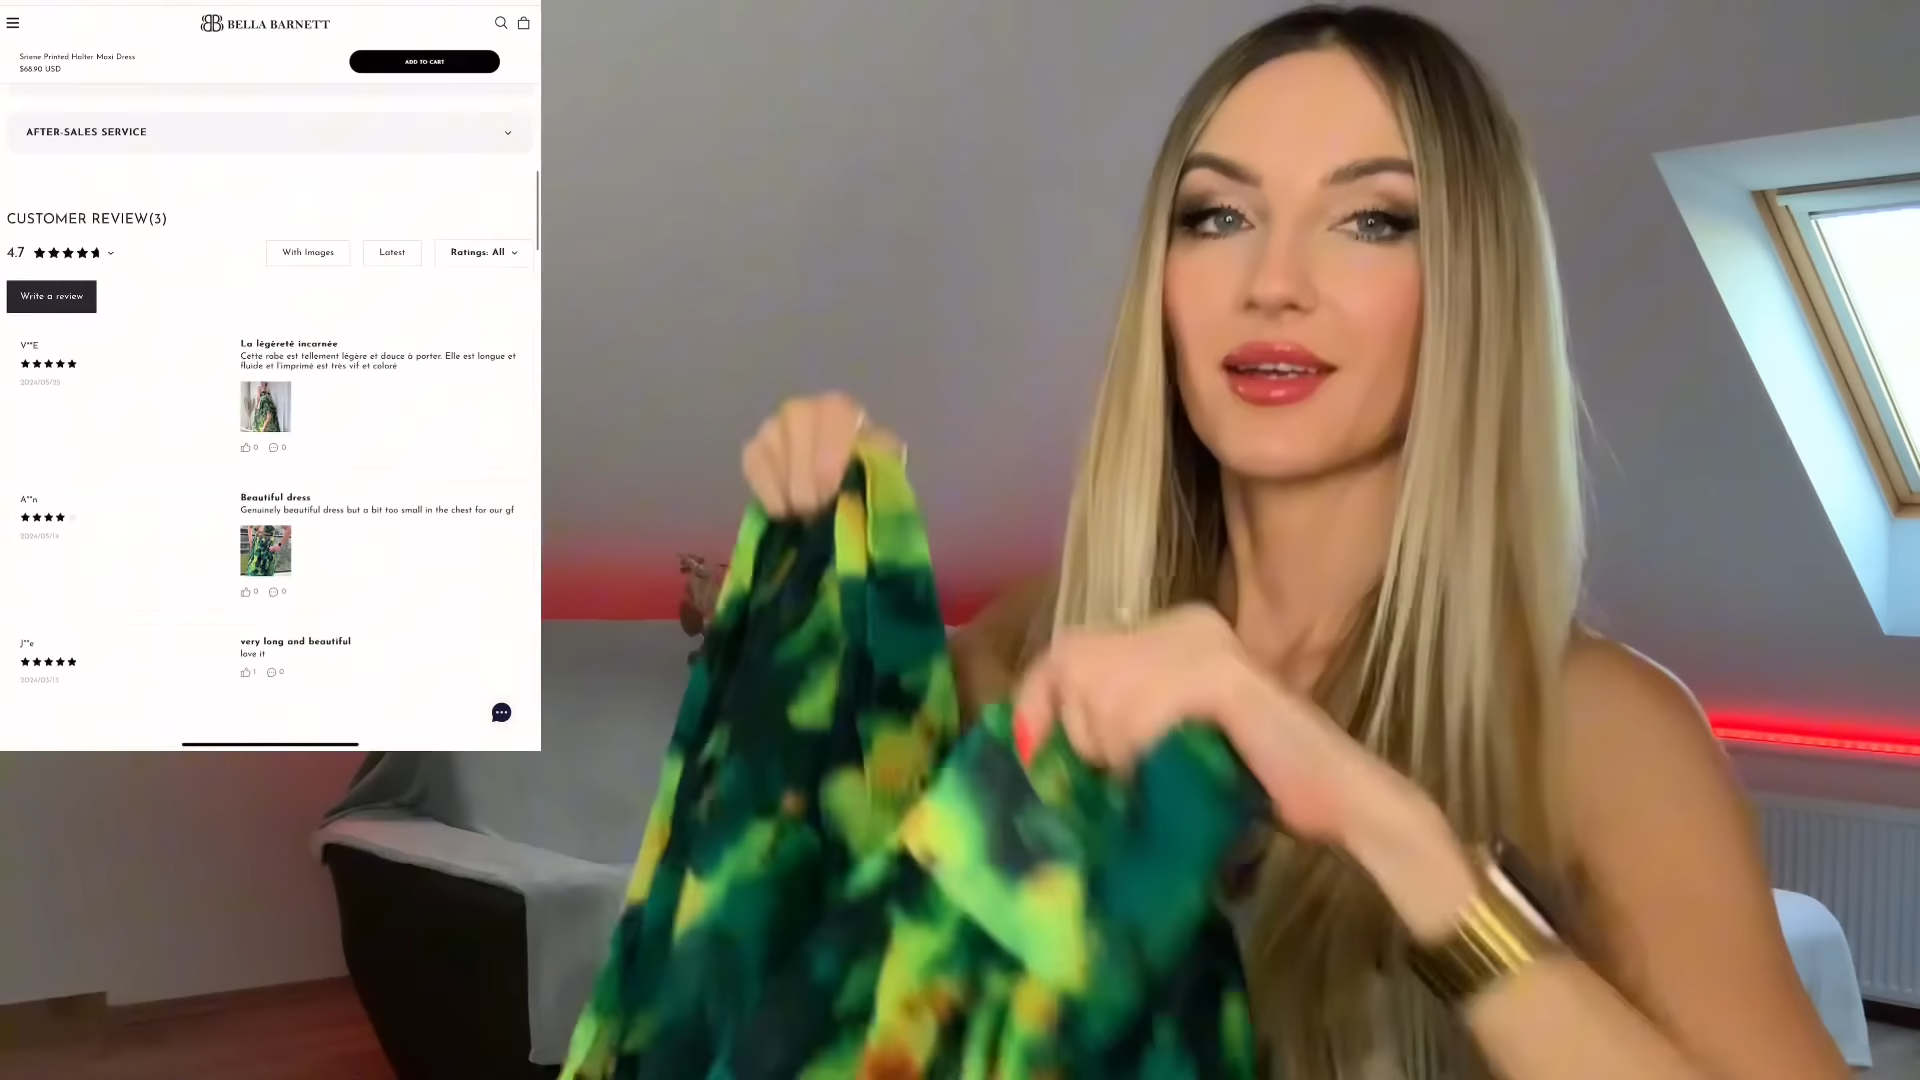 BELLA BARNETT
Sriene Printed Halter Maxi Dress
$68.90 USD
ADD TO CART
AFTER-SALES SERVICE
CUSTOMER REVIEW(3)
4.7
With Images
Latest
Ratings: All
Write a review
V**E
2024/05/25
La légèreté incarnée
Cette robe est tellement légère et douce à porter. Elle est longue et
fluide et l'imprimé est très vif et coloré
0
0
A**n
2024/05/14
Beautiful dress
Genuinely beautiful dress but a bit too small in the chest for our gf
0
0
J**e
2024/03/13
very long and beautiful
love it
1
0